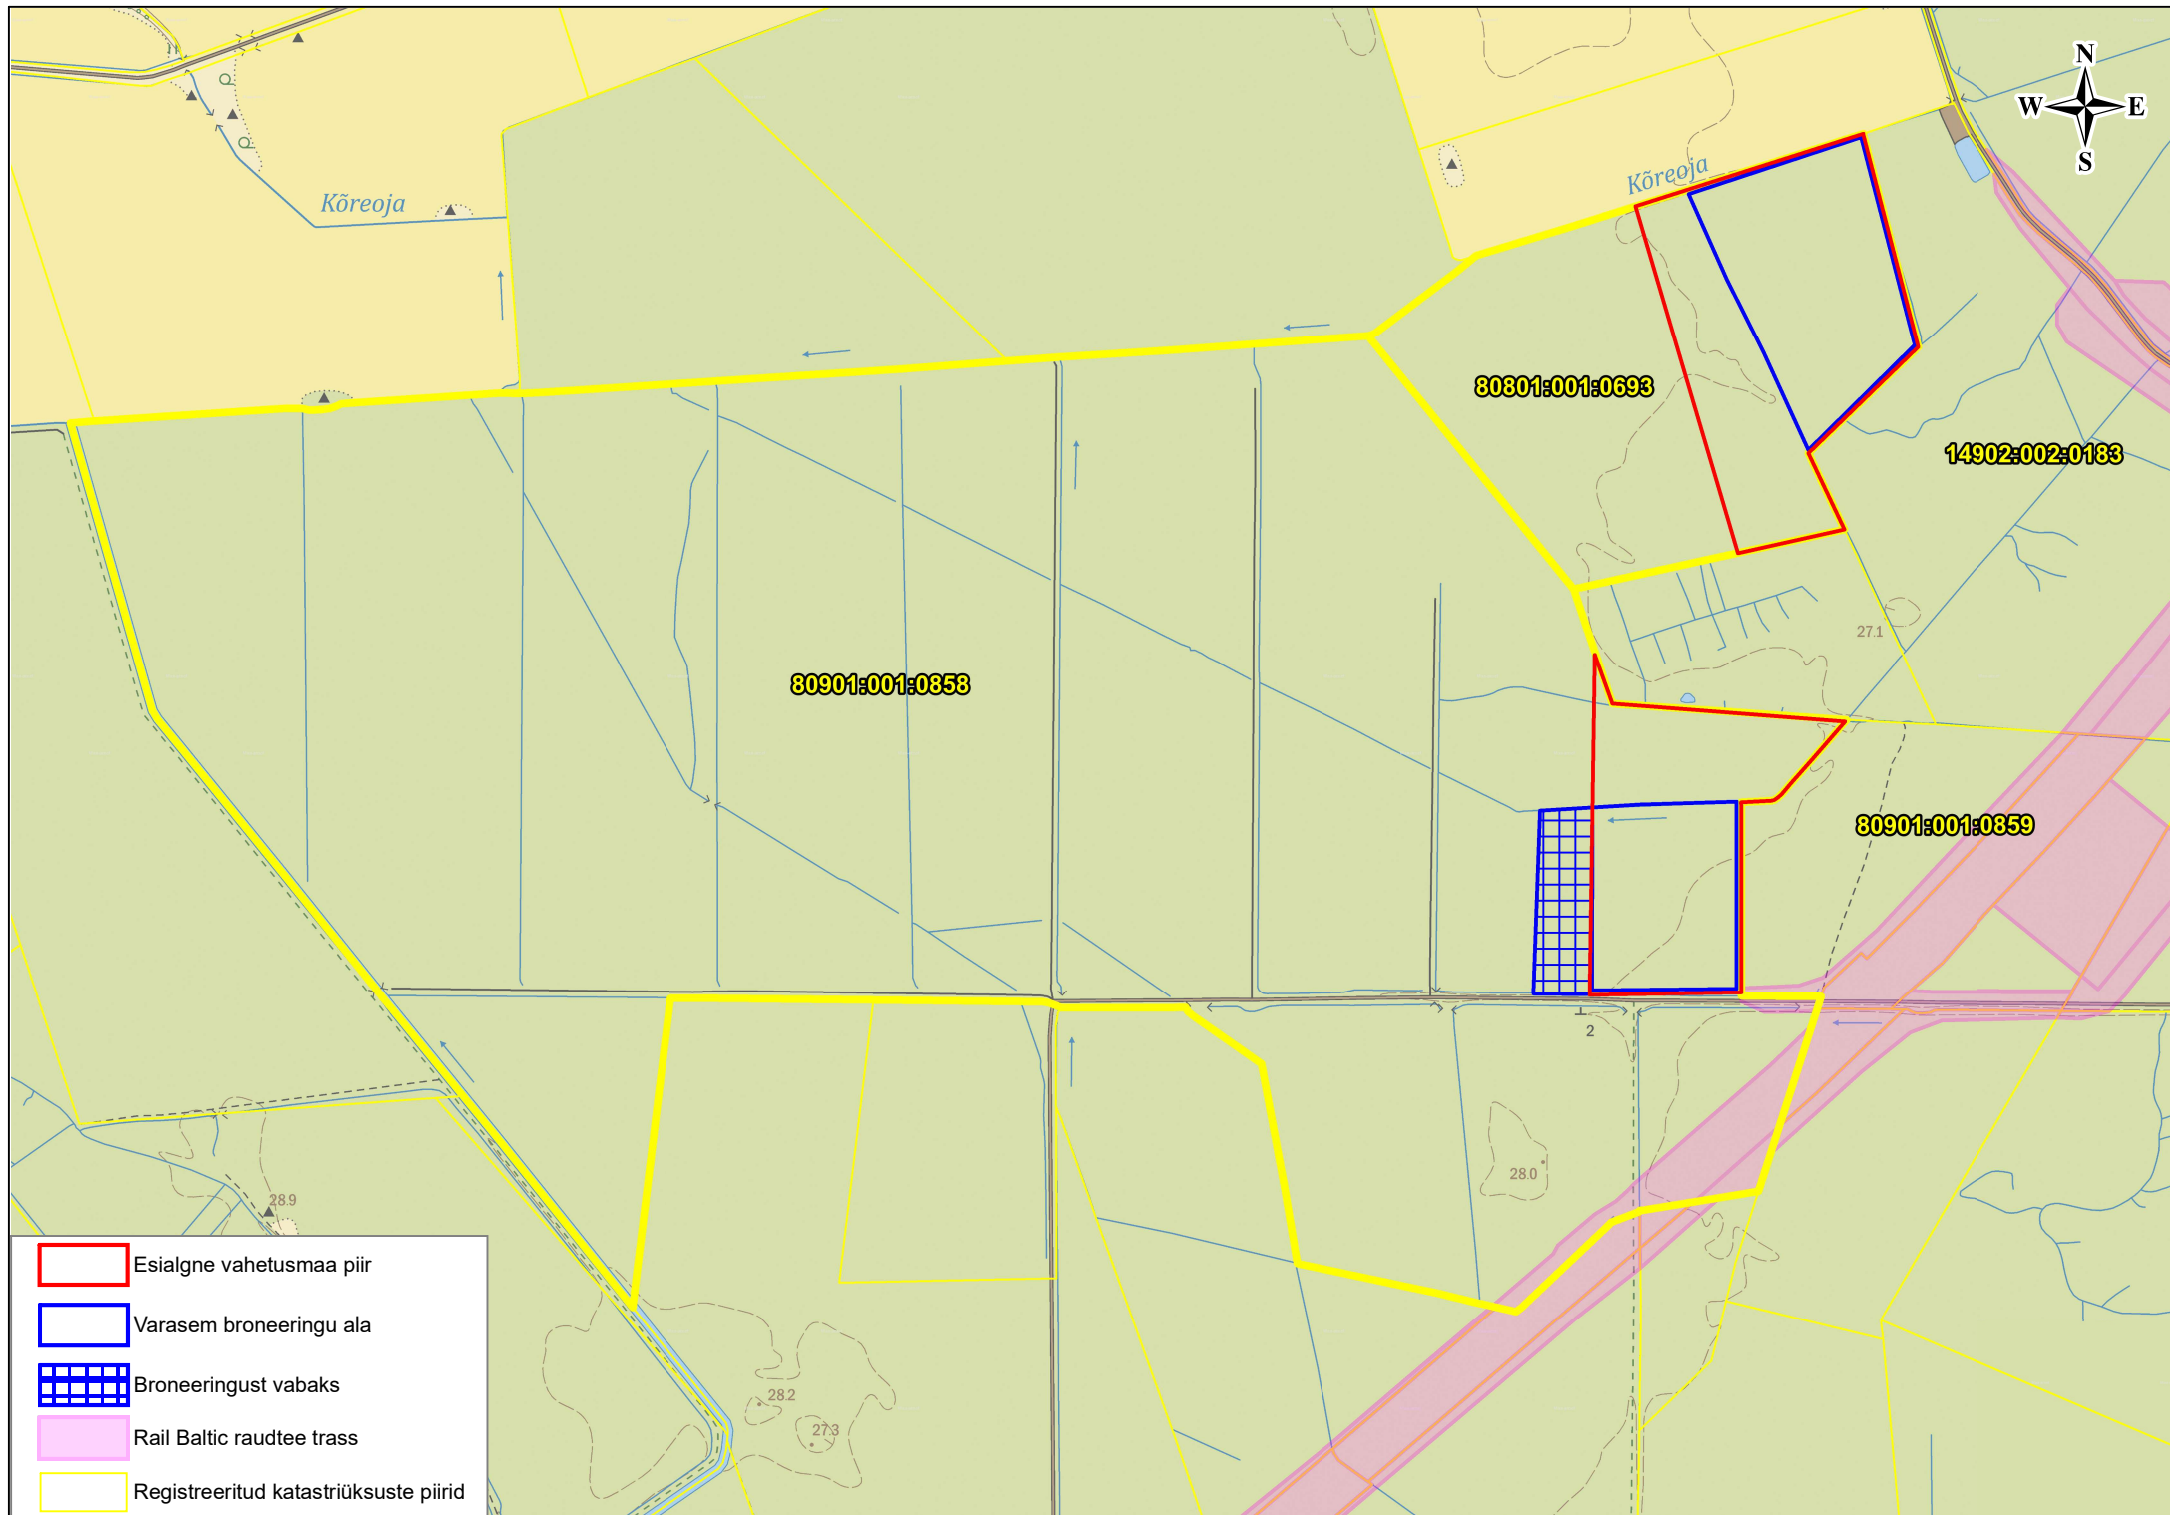 N
W E
S
Kõreoja
Kõreoja
80801:001:0693
14902:002:0183
27.1
80901:001:0858
80901:001:0859
2
28.0
28.9
28.2
27.3
Esialgne vahetusmaa piir
Varasem broneeringu ala
Broneeringust vabaks
Rail Baltic raudtee trass
Registreeritud katastriüksuste piirid